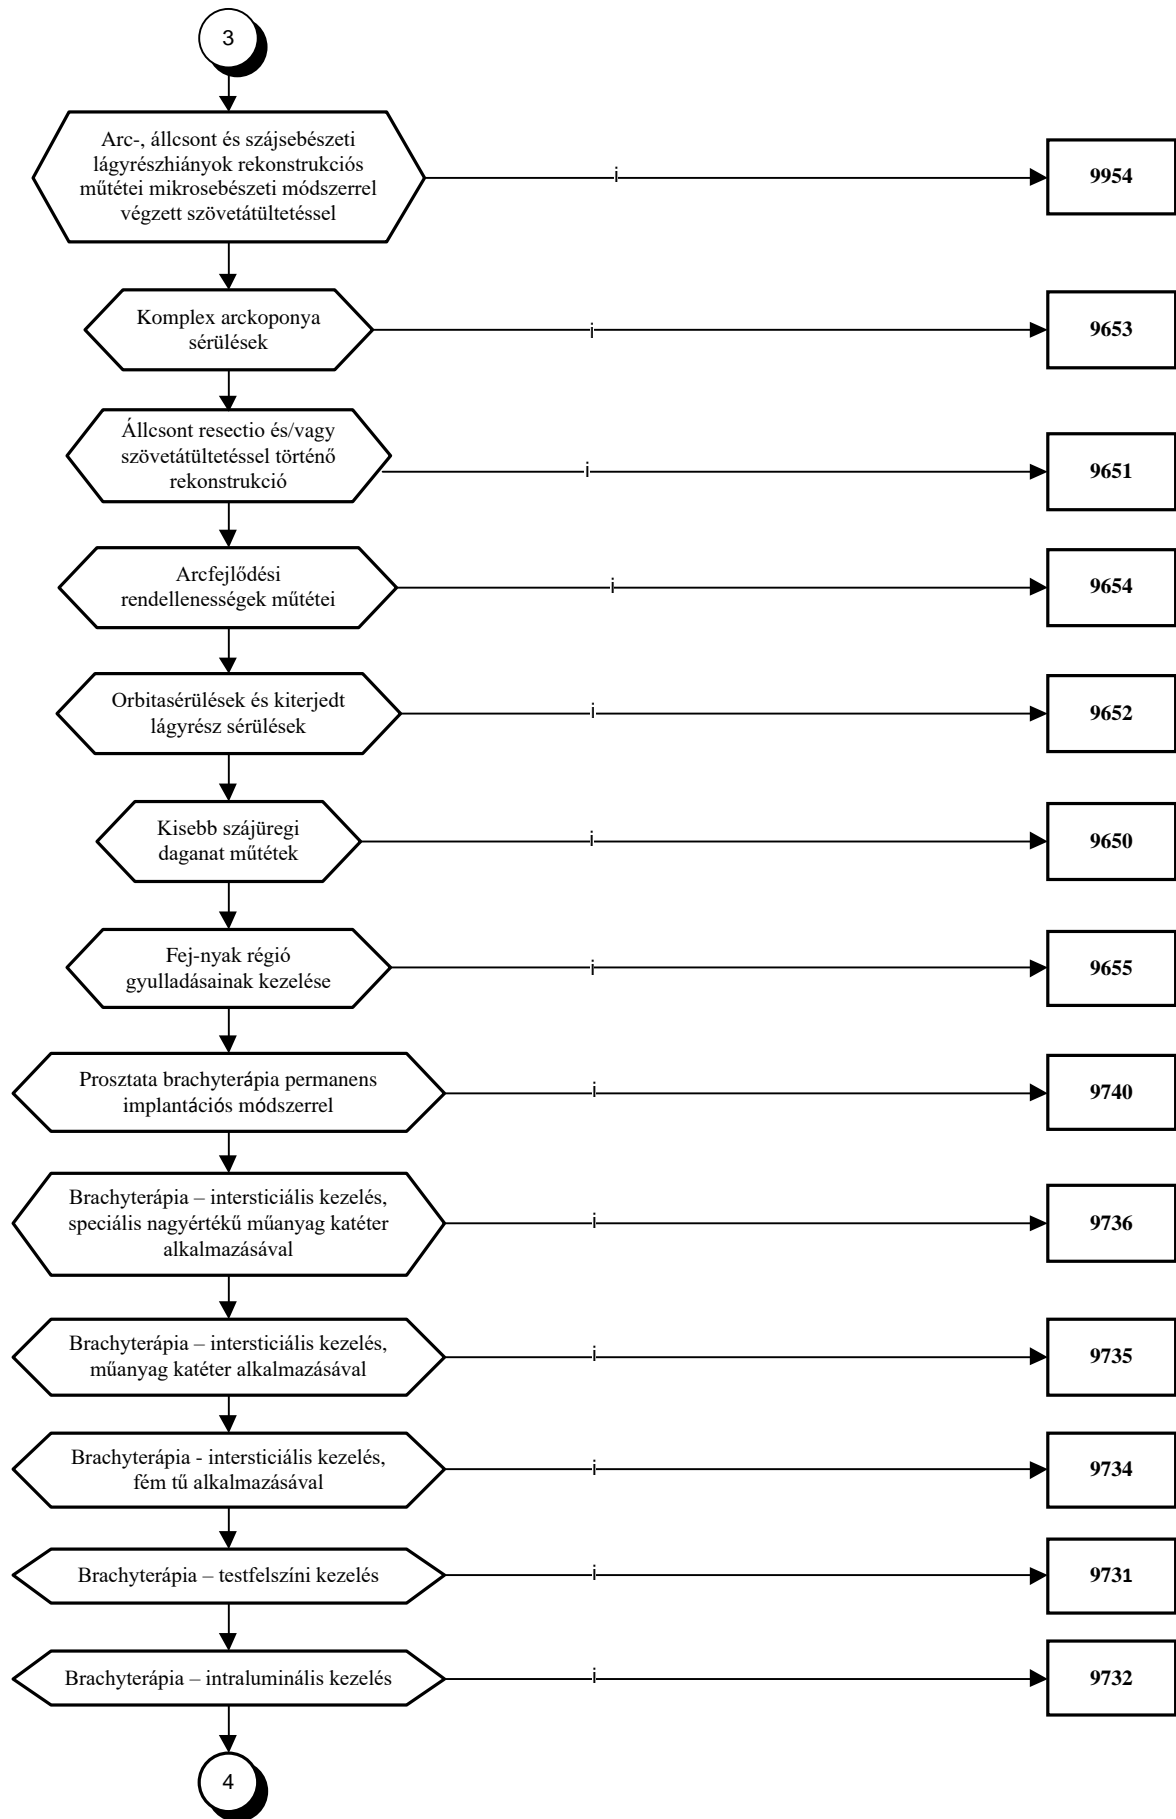 3
Arc-, állcsont és szájsebészeti
lágyrészhiányok rekonstrukciós
műtétei mikrosebészeti módszerrel
végzett szövetátültetéssel
i
9954
Komplex arckoponya
sérülések
i
9653
Állcsont resectio és/vagy
szövetátültetéssel történő
rekonstrukció
i
9651
Arcfejlődési
rendellenességek műtétei
i
9654
Orbitasérülések és kiterjedt
lágyrész sérülések
i
9652
Kisebb szájüregi
daganat műtétek
i
9650
Fej-nyak régió
gyulladásainak kezelése
i
9655
Prosztata brachyterápia permanens
implantációs módszerrel
i
9740
Brachyterápia – intersticiális kezelés,
speciális nagyértékű műanyag katéter
alkalmazásával
i
9736
Brachyterápia – intersticiális kezelés,
műanyag katéter alkalmazásával
i
9735
Brachyterápia - intersticiális kezelés,
fém tű alkalmazásával
i
9734
Brachyterápia – testfelszíni kezelés
i
9731
Brachyterápia – intraluminális kezelés
i
9732
4